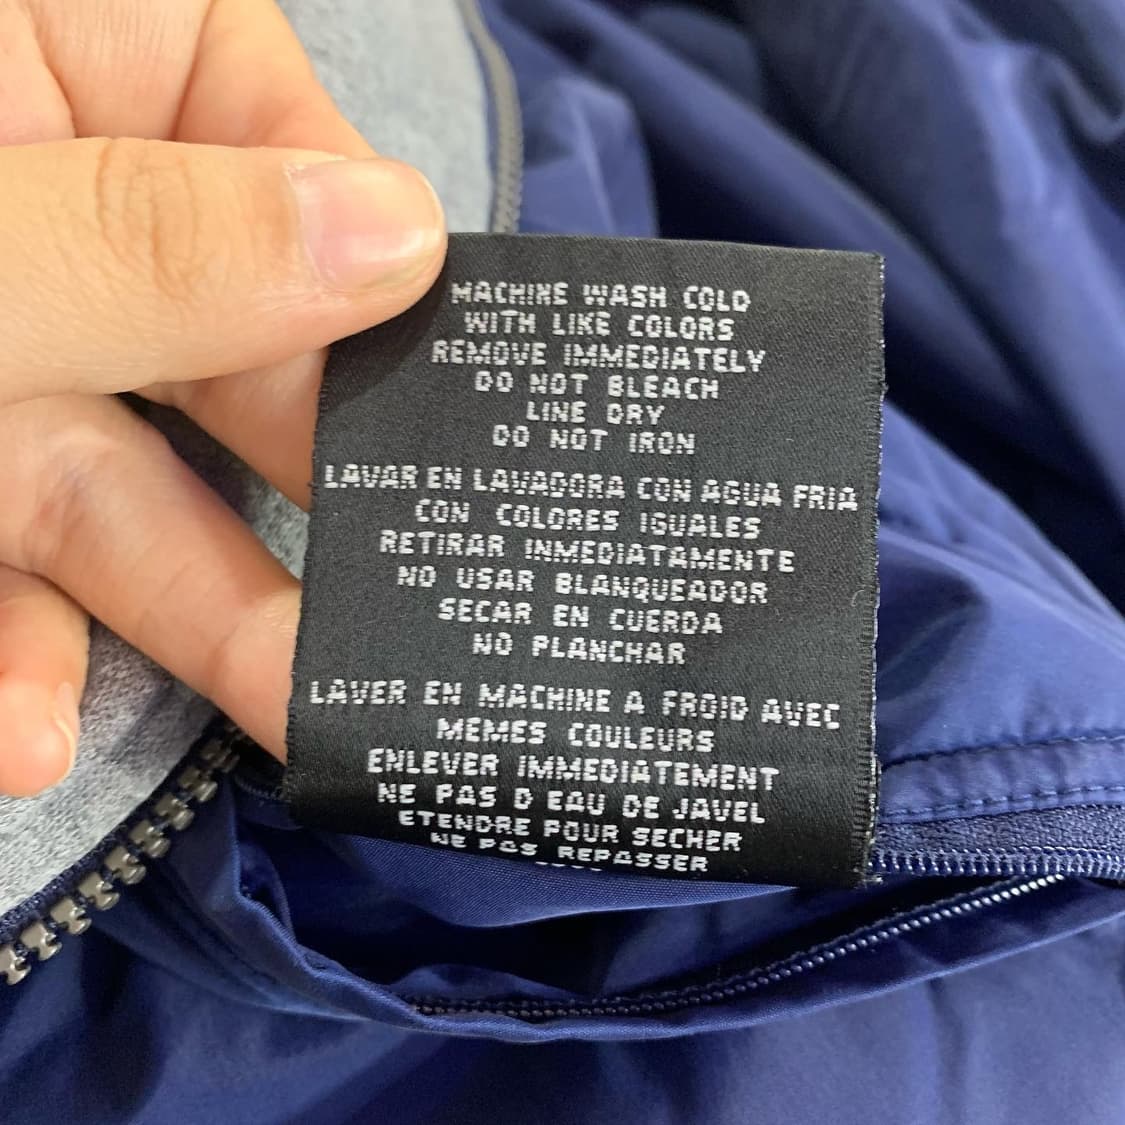 MACHINE WASH COLD
WITH LIKE COLORS
REMOVE IMMEDIATELY
DO NOT BLEACH
LINE DRY
DO NOT IRON
LAVAR EN LAVADORA CON AGUA FRIA
CON COLORES IGUALES
RETIRAR INMEDIATAMENTE
NO USAR BLANQUEADOR
SECAR EN CUERDA
NO PLANCHAR
LAVER EN MACHINE A FROID AVEC
MEMES COULEURS
ENLEVER IMMEDIATEMENT
NE PAS D EAU DE JAVEL
ETENDRE POUR SECHER
NE PAS REPASSER